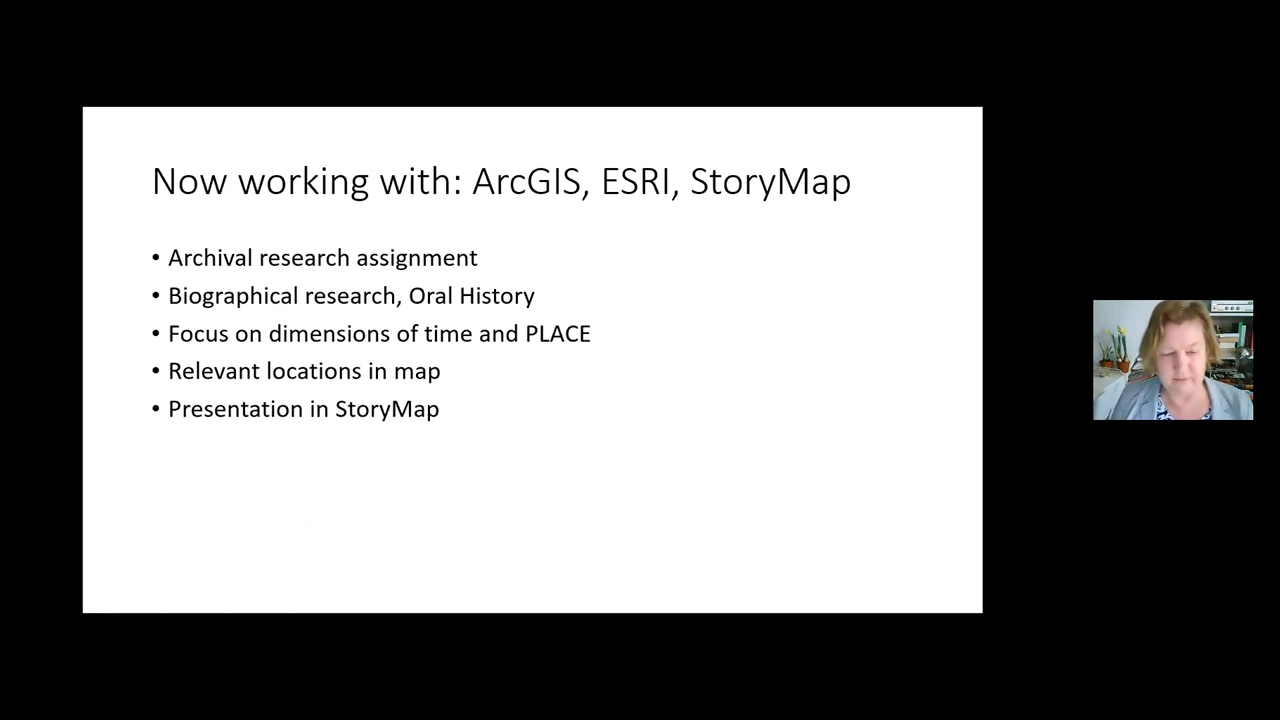 Now working with: ArcGIS, ESRI, StoryMap
• Archival research assignment
• Biographical research, Oral History
• Focus on dimensions of time and PLACE
• Relevant locations in map
• Presentation in StoryMap